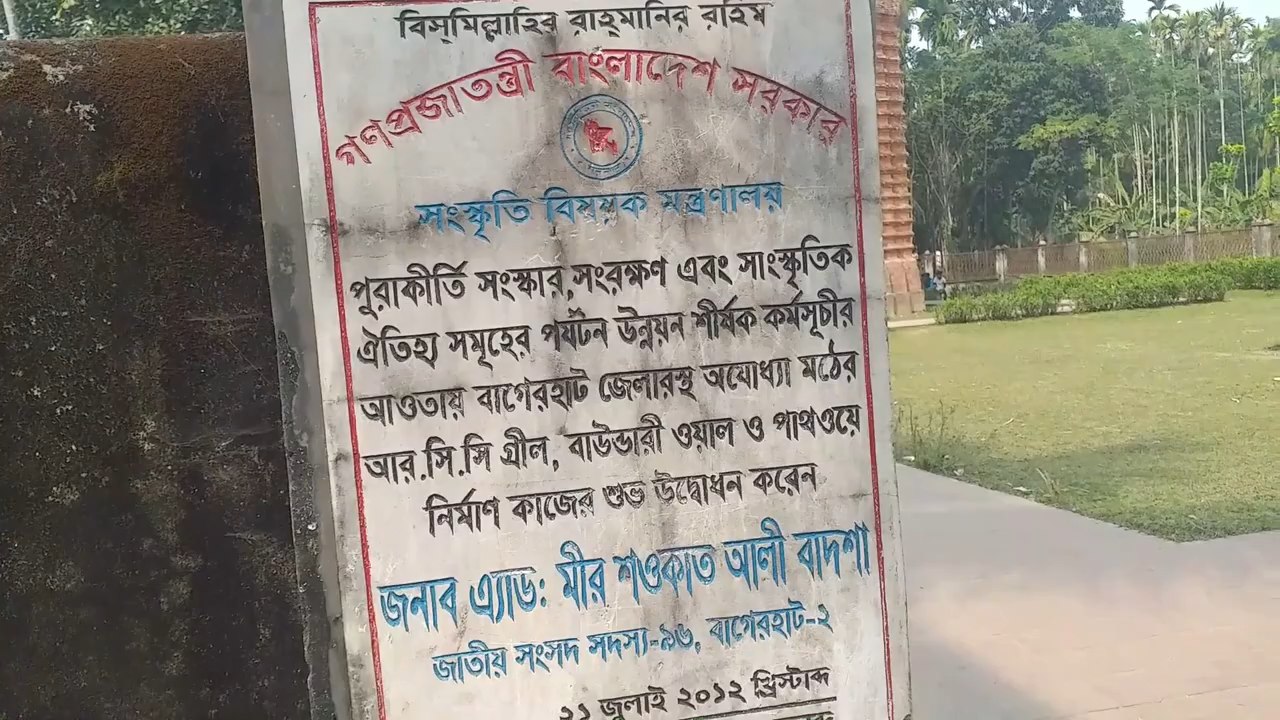 বিস্‌মিল্লাহির রাহ্‌মানির রহিম
গণপ্রজাতন্ত্রী বাংলাদেশ সরকার
সংস্কৃতি বিষয়ক মন্ত্রণালয়
পুরাকীর্তি সংস্কার,সংরক্ষণ এবং সাংস্কৃতিক
ঐতিহ্য সমূহের পর্যটন উন্নয়ন শীর্ষক কর্মসূচীর
আওতায় বাগেরহাট জেলারস্থ অযোধ্যা মঠের
আর.সি.সি গ্রীল, বাউন্ডারী ওয়াল ও পাথওয়ে
নির্মাণ কাজের শুভ উদ্বোধন করেন
জনাব এ্যাড: মীর শওকাত আলী বাদশা
জাতীয় সংসদ সদস্য-৯৬, বাগেরহাট-২
২১ জুলাই ২০১২ খ্রিস্টাব্দ